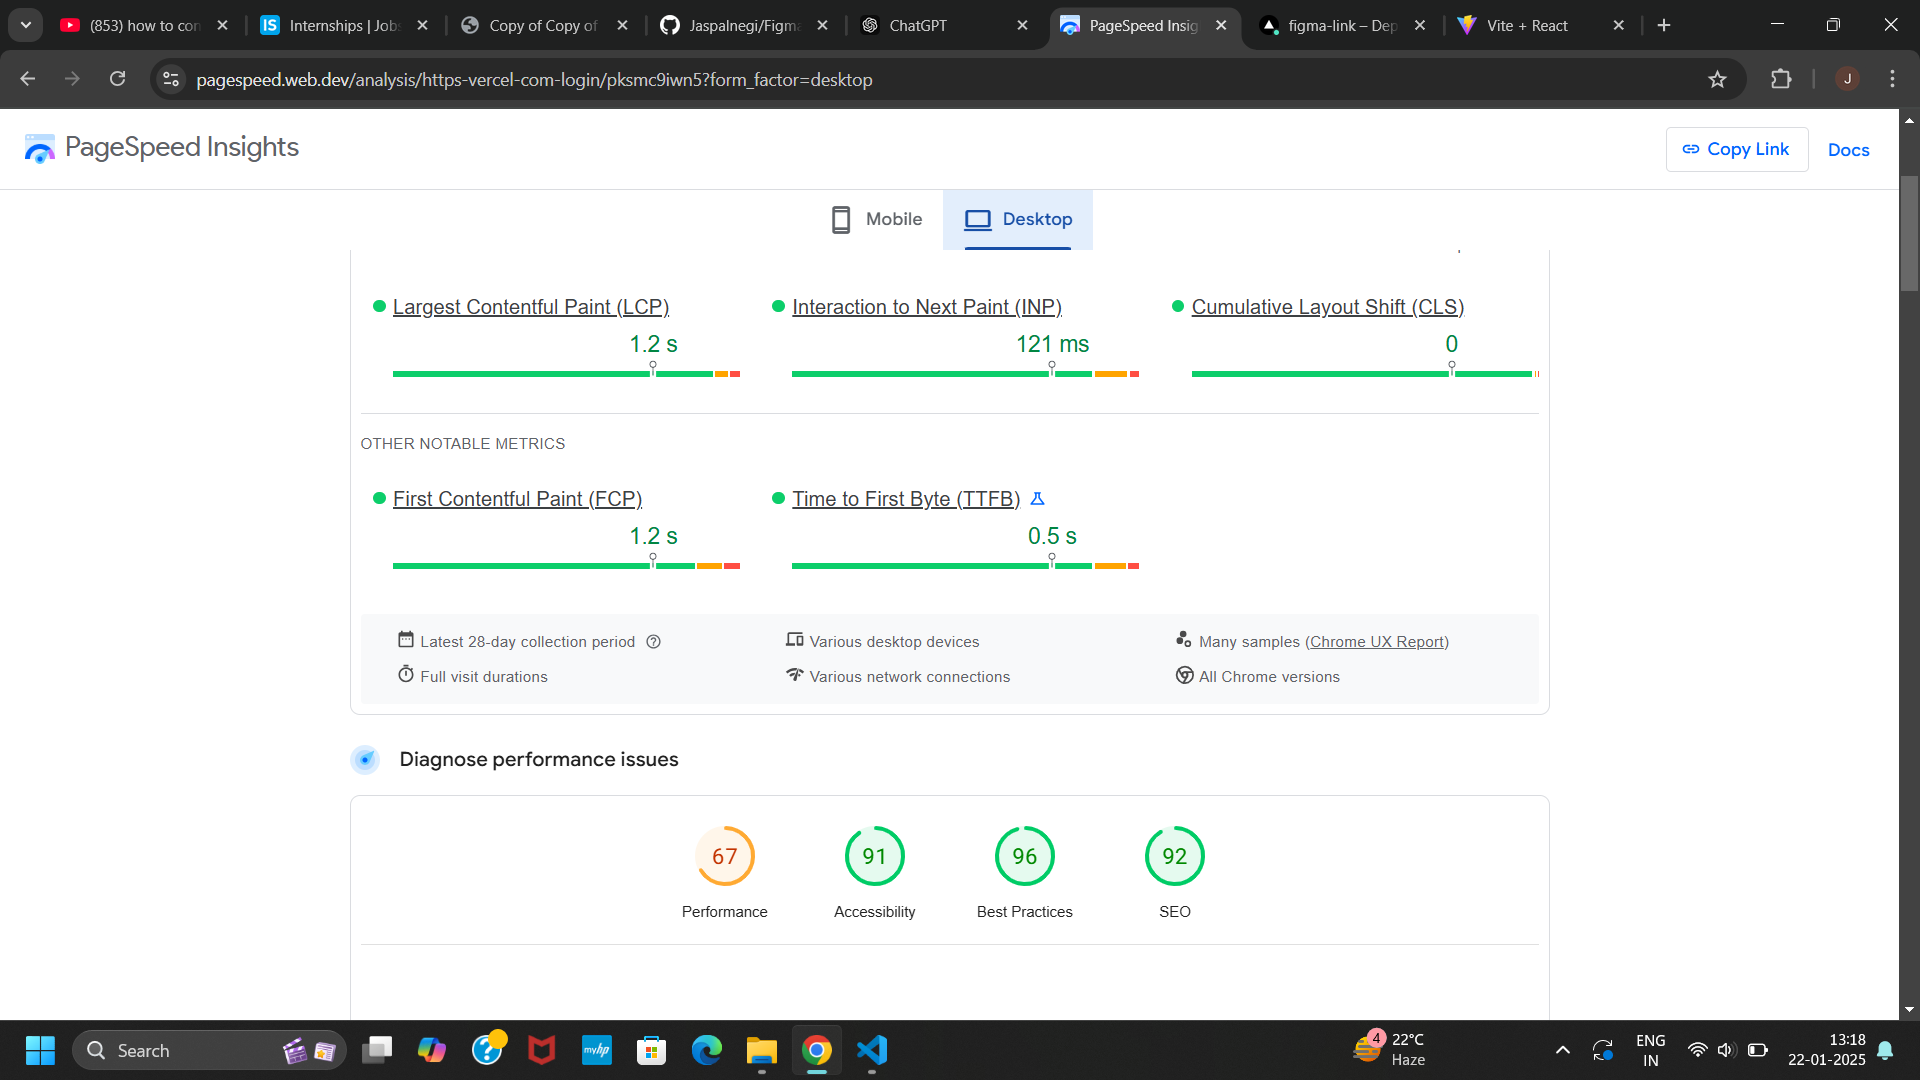 (853) how to con
Internships | Jobs
Copy of Copy of
Jaspalnegi/Figma
ChatGPT
PageSpeed Insig
figma-link – Dep
Vite + React
pagespeed.web.dev/analysis/https-vercel-com-login/pksmc9iwn5?form_factor=desktop
J
PageSpeed Insights
Copy Link
Docs
Mobile
Desktop
Largest Contentful Paint (LCP)
1.2 s
Interaction to Next Paint (INP)
121 ms
Cumulative Layout Shift (CLS)
0
OTHER NOTABLE METRICS
First Contentful Paint (FCP)
1.2 s
Time to First Byte (TTFB)
0.5 s
Latest 28-day collection period
Various desktop devices
Many samples (Chrome UX Report)
Full visit durations
Various network connections
All Chrome versions
Diagnose performance issues
67
Performance
91
Accessibility
96
Best Practices
92
SEO
Search
myhp
4
22°C
Haze
ENG
IN
13:18
22-01-2025